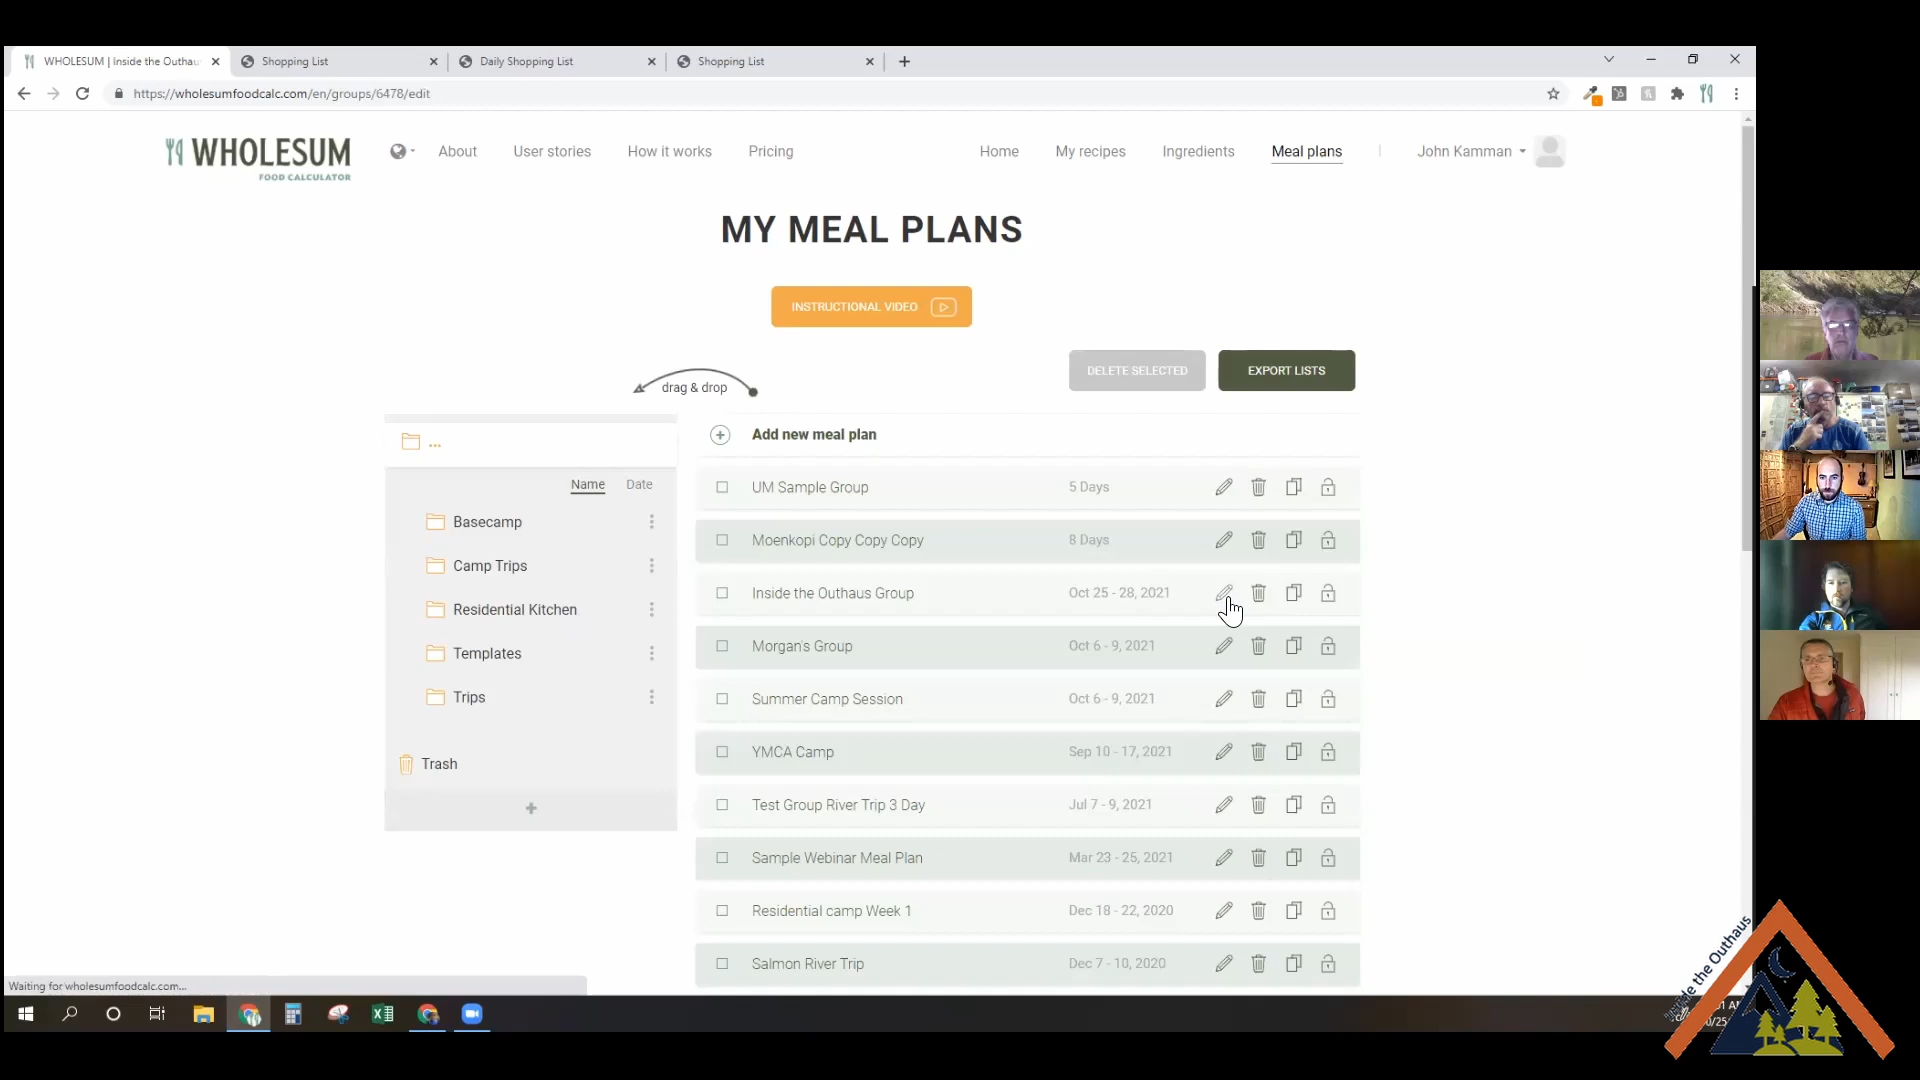 WHOLESUM | Inside the Outhau
Shopping List
Daily Shopping List
Shopping List
https://wholesumfoodcalc.com/en/groups/6478/edit
WHOLESUM
FOOD CALCULATOR
About
User stories
How it works
Pricing
Home
My recipes
Ingredients
Meal plans
John Kamman
MY MEAL PLANS
INSTRUCTIONAL VIDEO
DELETE SELECTED
EXPORT LISTS
drag & drop
...
Name Date
Basecamp
Camp Trips
Residential Kitchen
Templates
Trips
Trash
Add new meal plan
UM Sample Group 5 Days
Moenkopi Copy Copy Copy 8 Days
Inside the Outhaus Group Oct 25 - 28, 2021
Morgan's Group Oct 6 - 9, 2021
Summer Camp Session Oct 6 - 9, 2021
YMCA Camp Sep 10 - 17, 2021
Test Group River Trip 3 Day Jul 7 - 9, 2021
Sample Webinar Meal Plan Mar 23 - 25, 2021
Residential camp Week 1 Dec 18 - 22, 2020
Salmon River Trip Dec 7 - 10, 2020
Waiting for wholesumfoodcalc.com...
Inside the Outhaus